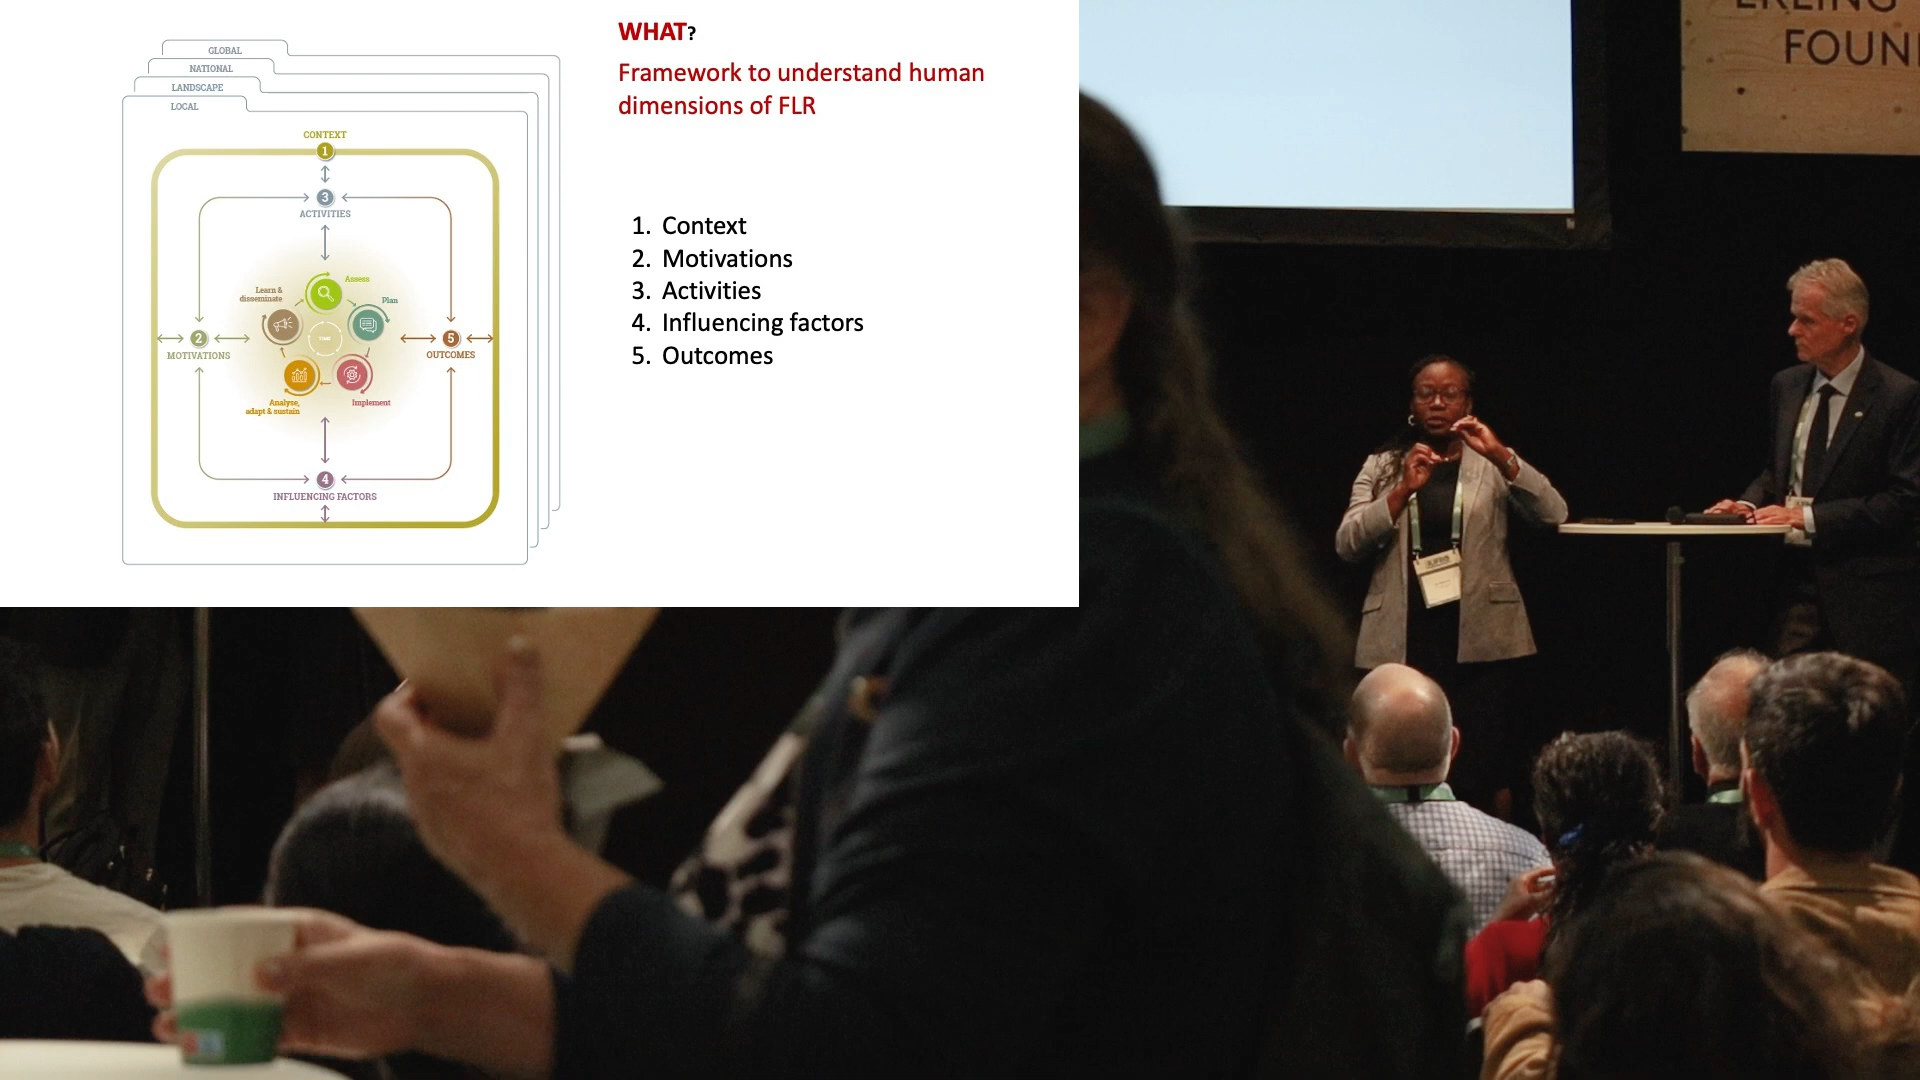 GLOBAL
NATIONAL
LANDSCAPE
LOCAL
CONTEXT
1
3
ACTIVITIES
Assess
Learn &
disseminate
Plan
2
MOTIVATIONS
5
OUTCOMES
Analyse,
adapt & sustain
Implement
4
INFLUENCING FACTORS
WHAT?
Framework to understand human
dimensions of FLR
1. Context
2. Motivations
3. Activities
4. Influencing factors
5. Outcomes
FOUN